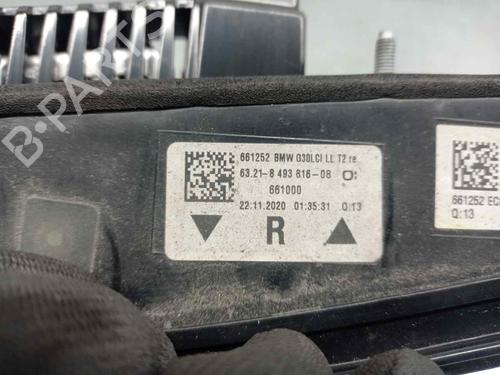 B-PARTS
661252 BMW G30LCI LL T2 re
63.21-8 493 816-08
661000
22.11.2020 01:35:31 Q:13
R
661252 EC
Q:13